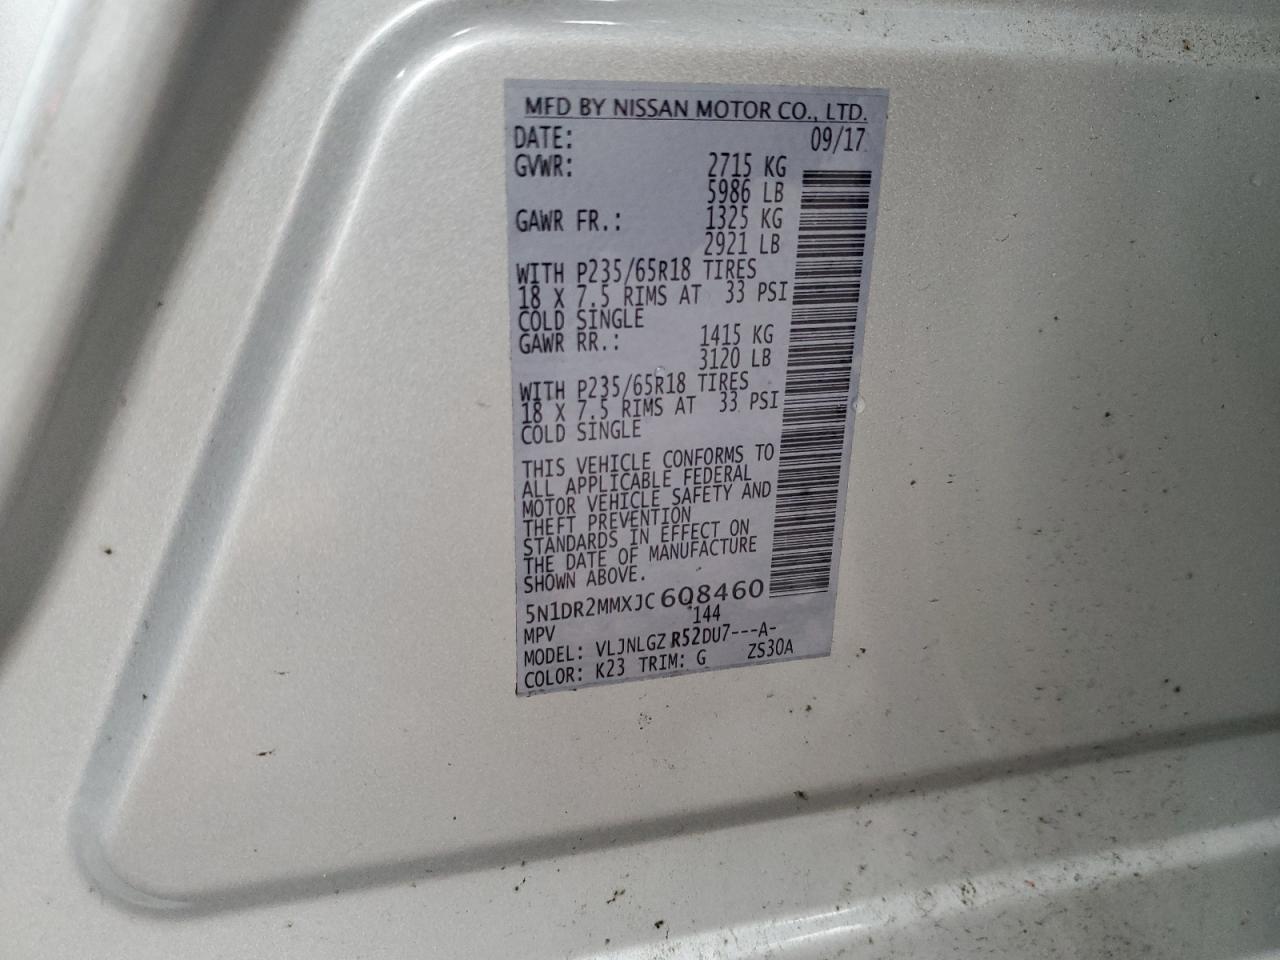 MFD BY NISSAN MOTOR CO., LTD.
DATE: 09/17
GVWR: 2715 KG
5986 LB
GAWR FR.: 1325 KG
2921 LB
WITH P235/65R18 TIRES
18 X 7.5 RIMS AT 33 PSI
COLD SINGLE
GAWR RR.: 1415 KG
3120 LB
WITH P235/65R18 TIRES
18 X 7.5 RIMS AT 33 PSI
COLD SINGLE
THIS VEHICLE CONFORMS TO
ALL APPLICABLE FEDERAL
MOTOR VEHICLE SAFETY AND
THEFT PREVENTION
STANDARDS IN EFFECT ON
THE DATE OF MANUFACTURE
SHOWN ABOVE.
5N1DR2MMXJC608460
MPV 144
MODEL: VLJNLGZ R52DU7---A-
COLOR: K23 TRIM: G ZS30A